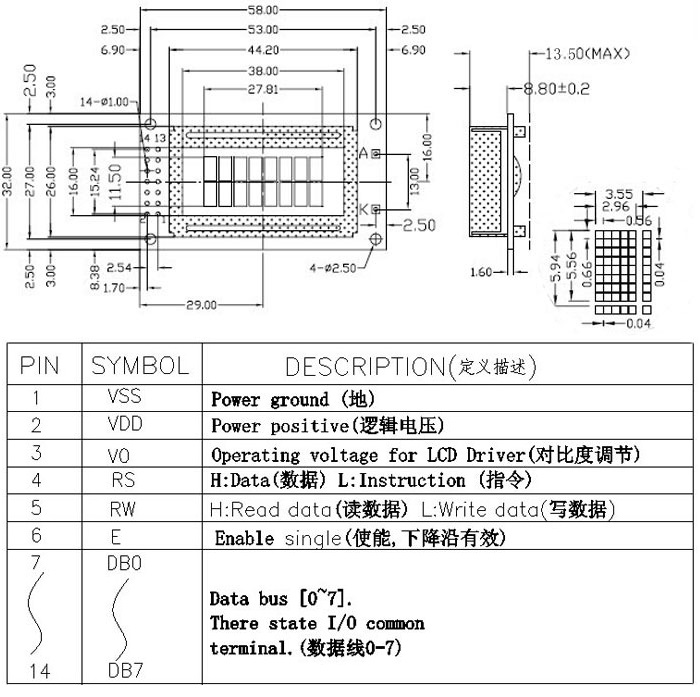 58.00
2.50 53.00 2.50
6.90 44.20 6.90
38.00
27.81
2.50
3.00
14-ø1.00
13.50(MAX)
8.80±0.2
4 13
A
K
2 1
32.00
27.00
26.00
16.00
15.24
11.50
16.00
13.00
2.50
2.50
3.00
8.38
2.54
1.70
4-ø2.50
29.00
1.60
3.55
2.96
0.56
5.94
5.56
0.66
0.04
0.04
PIN SYMBOL DESCRIPTION(定义描述)
1 VSS Power ground (地)
2 VDD Power positive(逻辑电压)
3 VO Operating voltage for LCD Driver(对比度调节)
4 RS H:Data(数据) L:Instruction (指令)
5 RW H:Read data(读数据) L:Write data(写数据)
6 E Enable single(使能,下降沿有效)
7 DB0
Data bus [0~7].
There state I/O common
terminal.(数据线0-7)
14 DB7